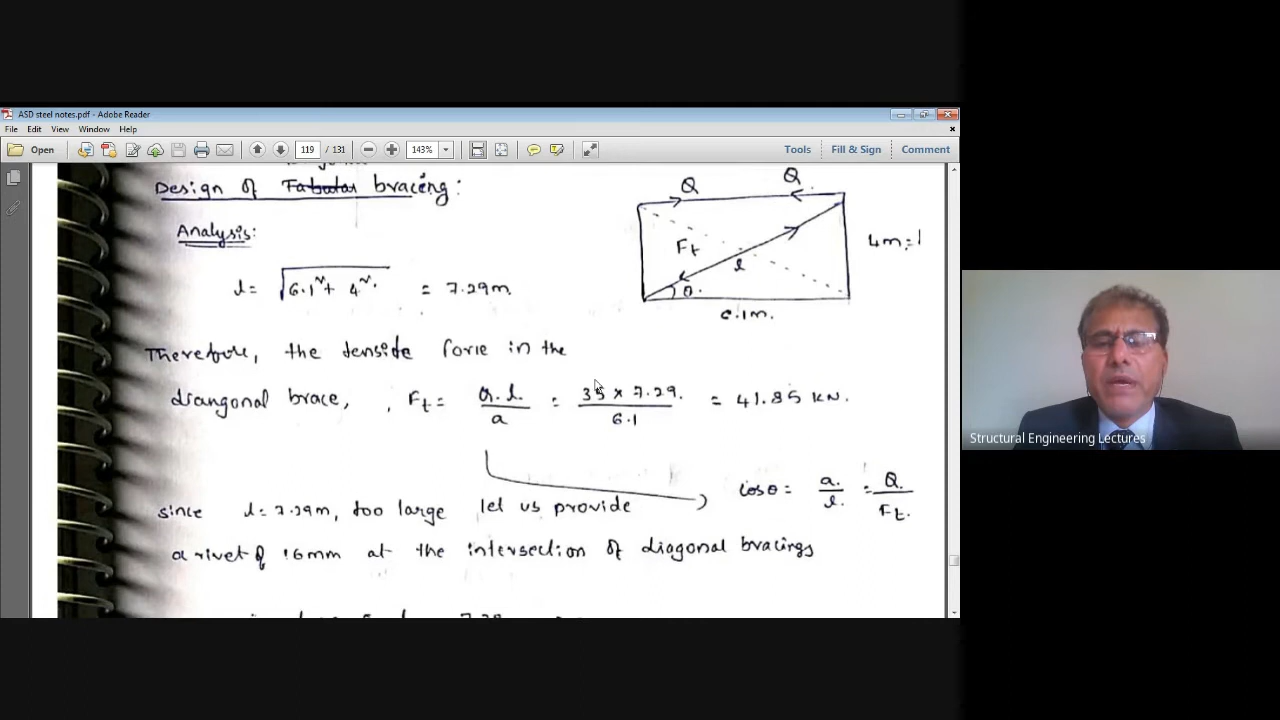 ASD steel notes.pdf - Adobe Reader
File Edit View Window Help
Open 119 / 131 143% Tools Fill & Sign Comment
Design of bracing:
Analysis:
l = √6.1² + 4² = 7.29m.
Q Q
Ft
l
θ.
4m=
6.1m.
Therefore, the tenside force in the
diangonal brace, Ft = Q.l / a = 35 x 7.29. / 6.1 = 41.85 KN.
cosθ = a. / l. = Q. / Ft.
since l = 7.29m, too large let us provide
a rivet of 16mm at the intersection of diagonal bracings
Structural Engineering Lectures